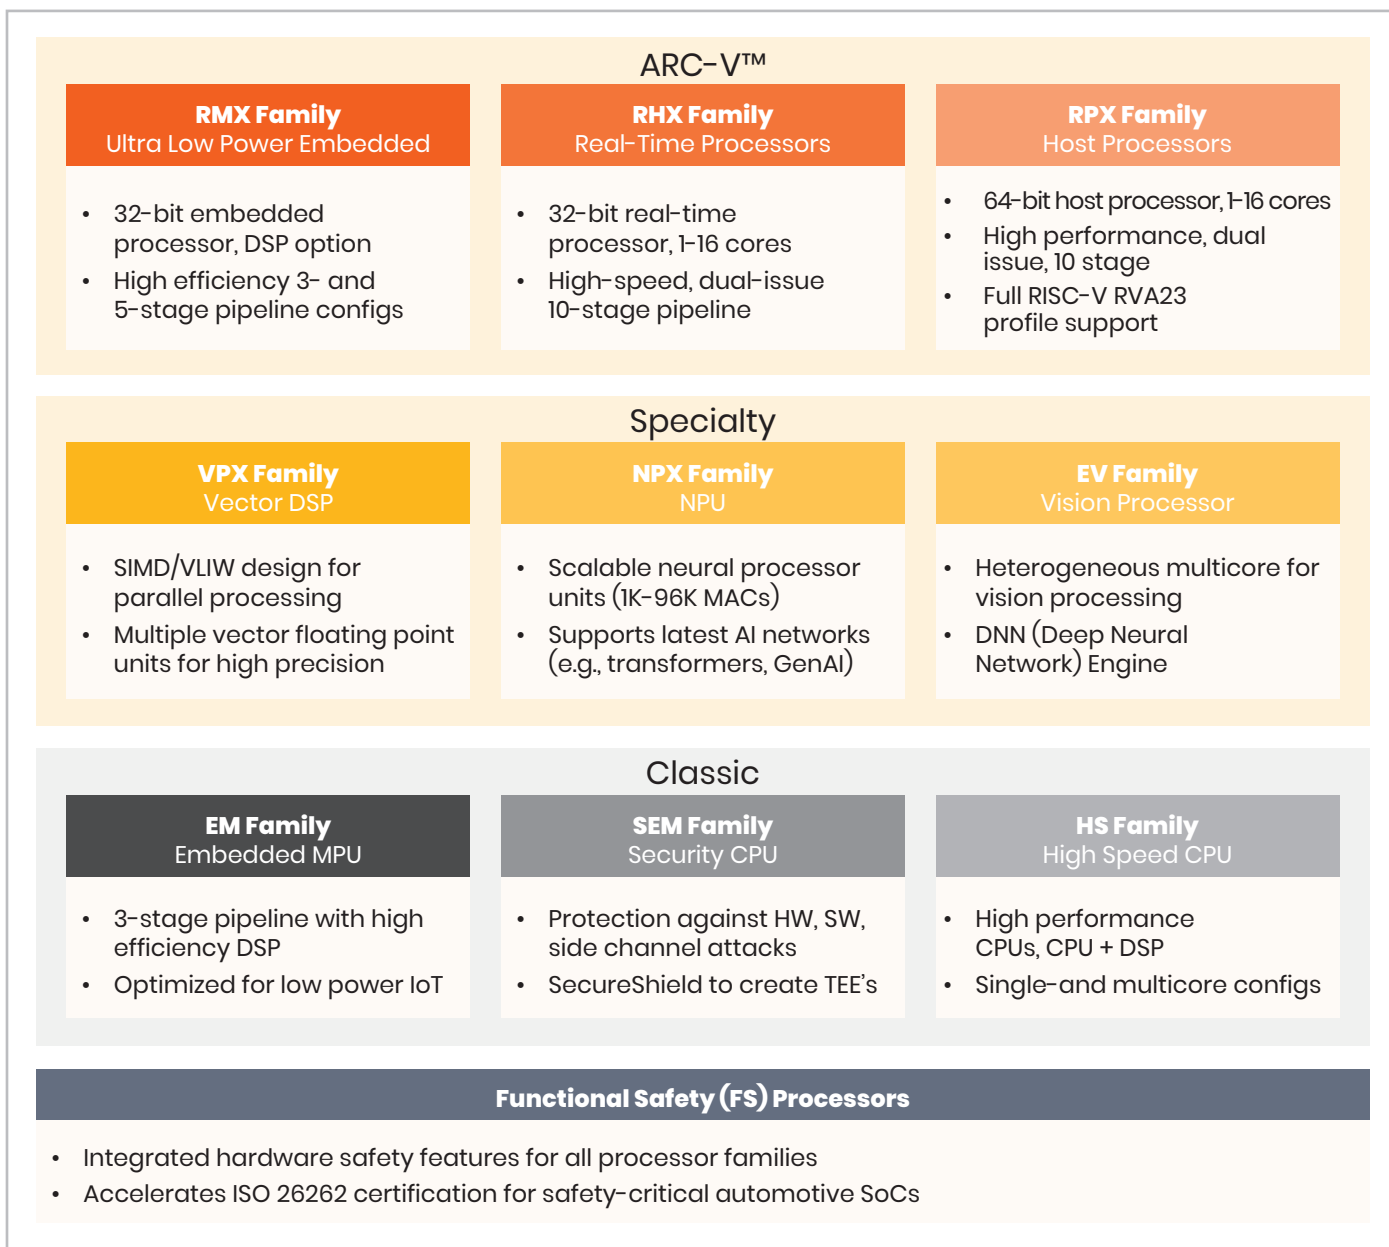 ARC-V™
RMX Family
Ultra Low Power Embedded
• 32-bit embedded
processor, DSP option
• High efficiency 3- and
5-stage pipeline configs
RHX Family
Real-Time Processors
• 32-bit real-time
processor, 1-16 cores
• High-speed, dual-issue
10-stage pipeline
RPX Family
Host Processors
• 64-bit host processor, 1-16 cores
• High performance, dual
issue, 10 stage
• Full RISC-V RVA23
profile support
Specialty
VPX Family
Vector DSP
• SIMD/VLIW design for
parallel processing
• Multiple vector floating point
units for high precision
NPX Family
NPU
• Scalable neural processor
units (1K-96K MACs)
• Supports latest AI networks
(e.g., transformers, GenAI)
EV Family
Vision Processor
• Heterogeneous multicore for
vision processing
• DNN (Deep Neural
Network) Engine
Classic
EM Family
Embedded MPU
• 3-stage pipeline with high
efficiency DSP
• Optimized for low power IoT
SEM Family
Security CPU
• Protection against HW, SW,
side channel attacks
• SecureShield to create TEE's
HS Family
High Speed CPU
• High performance
CPUs, CPU + DSP
• Single-and multicore configs
Functional Safety (FS) Processors
• Integrated hardware safety features for all processor families
• Accelerates ISO 26262 certification for safety-critical automotive SoCs